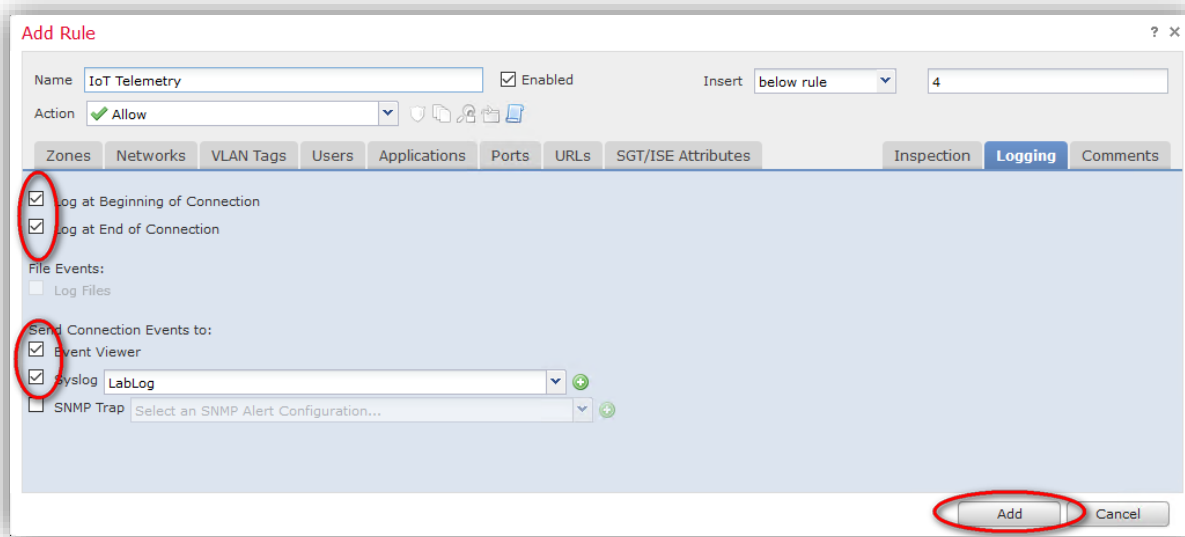 Add Rule ? ×
Name IoT Telemetry Enabled Insert below rule 4
Action Allow
Zones Networks VLAN Tags Users Applications Ports URLs SGT/ISE Attributes Inspection Logging Comments
Log at Beginning of Connection
Log at End of Connection
File Events:
Log Files
Send Connection Events to:
Event Viewer
Syslog LabLog
SNMP Trap Select an SNMP Alert Configuration...
Add Cancel